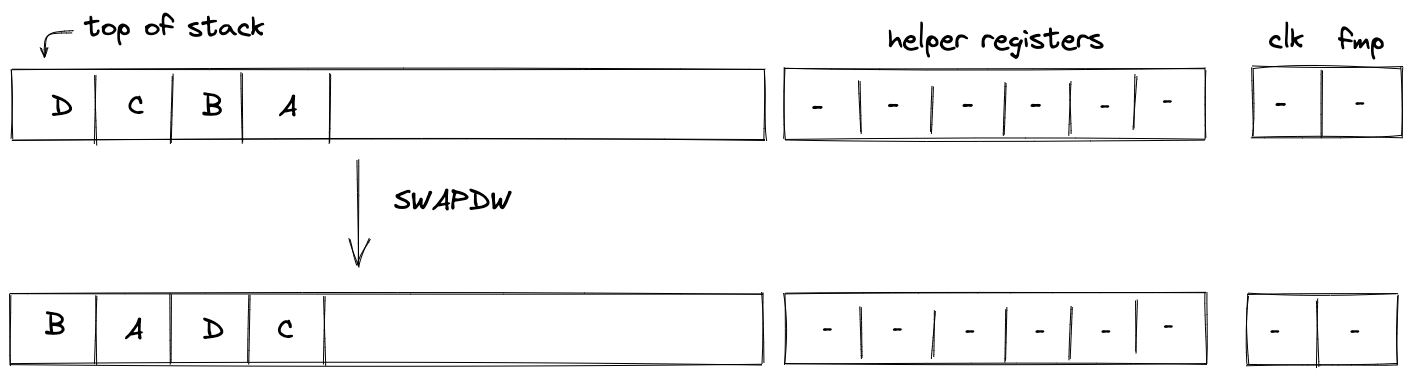 top of stack
helper registers
clk fmp
D C B A
- - - - - -
- -
SWAPDW
B A D C
- - - - - -
- -